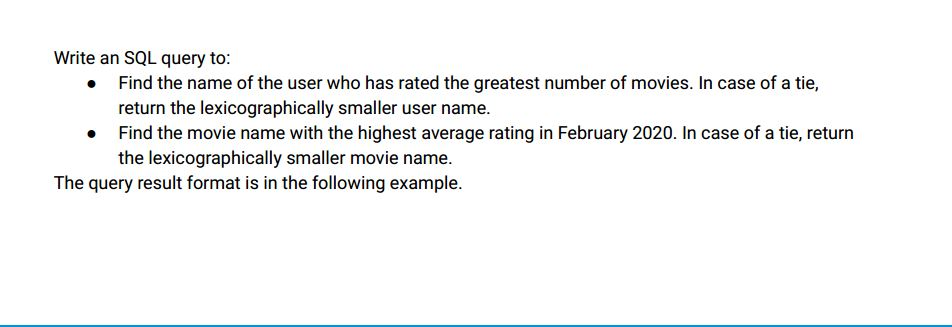 Write an SQL query to:
● Find the name of the user who has rated the greatest number of movies. In case of a tie,
return the lexicographically smaller user name.
● Find the movie name with the highest average rating in February 2020. In case of a tie, return
the lexicographically smaller movie name.
The query result format is in the following example.